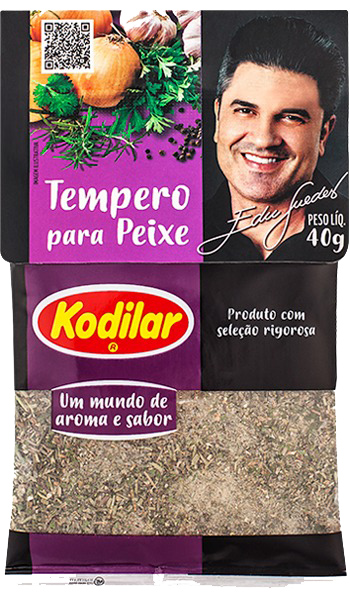 IMAGEM ILUSTRATIVA
Tempero
para Peixe
Edu Guedes
PESO LÍQ.
40g
Kodilar
®
Produto com
seleção rigorosa
Um mundo de
aroma e sabor